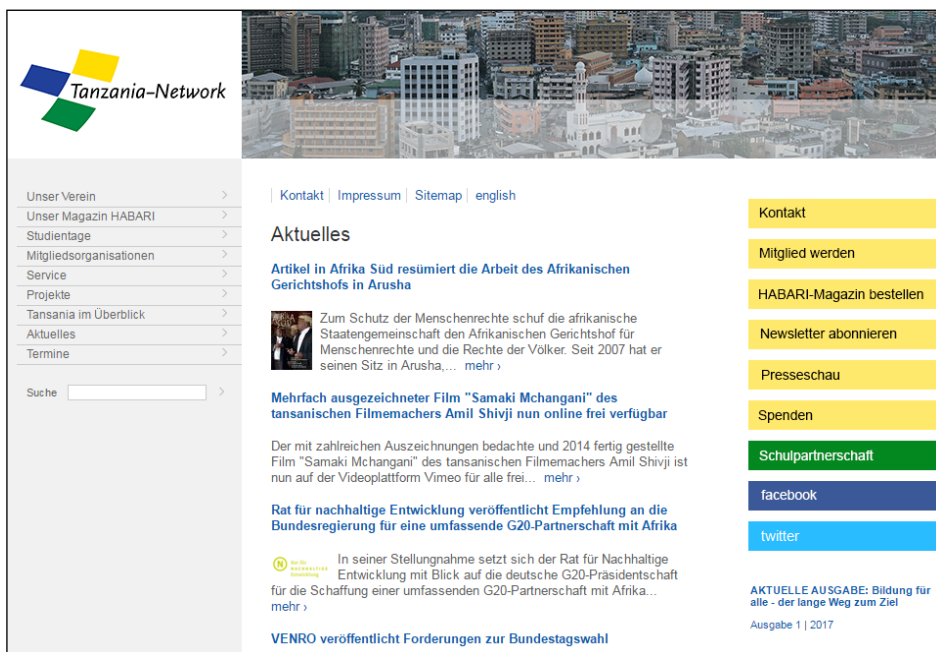 Tanzania-Network
Unser Verein
Unser Magazin HABARI
Studientage
Mitgliedsorganisationen
Service
Projekte
Tansania im Überblick
Aktuelles
Termine
Suche
Kontakt | Impressum | Sitemap | english
Aktuelles
Artikel in Afrika Süd resümiert die Arbeit des Afrikanischen
Gerichtshofs in Arusha
Zum Schutz der Menschenrechte schuf die afrikanische
Staatengemeinschaft den Afrikanischen Gerichtshof für
Menschenrechte und die Rechte der Völker. Seit 2007 hat er
seinen Sitz in Arusha,... mehr ›
Mehrfach ausgezeichneter Film "Samaki Mchangani" des
tansanischen Filmemachers Amil Shivji nun online frei verfügbar
Der mit zahlreichen Auszeichnungen bedachte und 2014 fertig gestellte
Film "Samaki Mchangani" des tansanischen Filmemachers Amil Shivji ist
nun auf der Videoplattform Vimeo für alle frei... mehr ›
Rat für nachhaltige Entwicklung veröffentlicht Empfehlung an die
Bundesregierung für eine umfassende G20-Partnerschaft mit Afrika
N
In seiner Stellungnahme setzt sich der Rat für Nachhaltige
Entwicklung mit Blick auf die deutsche G20-Präsidentschaft
für die Schaffung einer umfassenden G20-Partnerschaft mit Afrika...
mehr ›
VENRO veröffentlicht Forderungen zur Bundestagswahl
Kontakt
Mitglied werden
HABARI-Magazin bestellen
Newsletter abonnieren
Presseschau
Spenden
Schulpartnerschaft
facebook
twitter
AKTUELLE AUSGABE: Bildung für
alle - der lange Weg zum Ziel
Ausgabe 1 | 2017